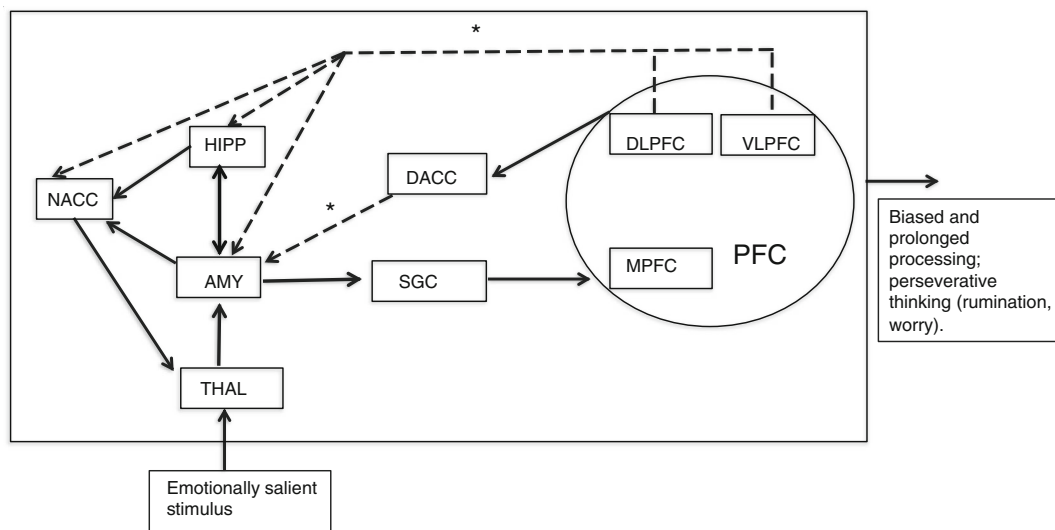 *
HIPP
DLPFC
VLPFC
DACC
NACC
*
AMY
SGC
MPFC
PFC
THAL
Biased and
prolonged
processing;
perseverative
thinking (rumination,
worry).
Emotionally salient
stimulus